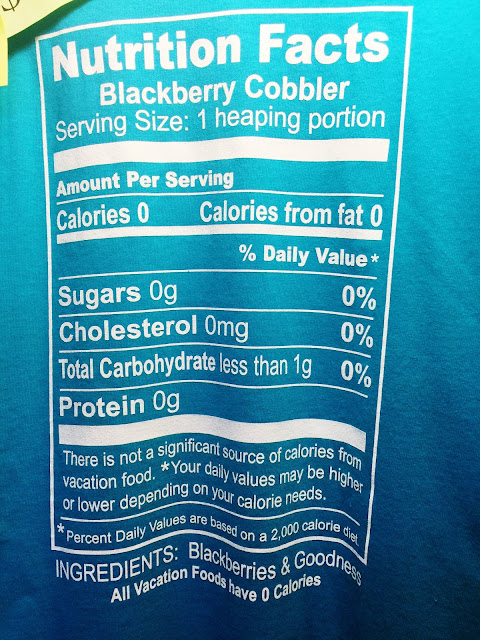 $
Nutrition Facts
Blackberry Cobbler
Serving Size: 1 heaping portion
Amount Per Serving
Calories 0 Calories from fat 0
% Daily Value*
Sugars 0g 0%
Cholesterol 0mg 0%
Total Carbohydrate less than 1g 0%
Protein 0g
There is not a significant source of calories from
vacation food. *Your daily values may be higher
or lower depending on your calorie needs.
*Percent Daily Values are based on a 2,000 calorie diet.
INGREDIENTS: Blackberries & Goodness
All Vacation Foods have 0 Calories